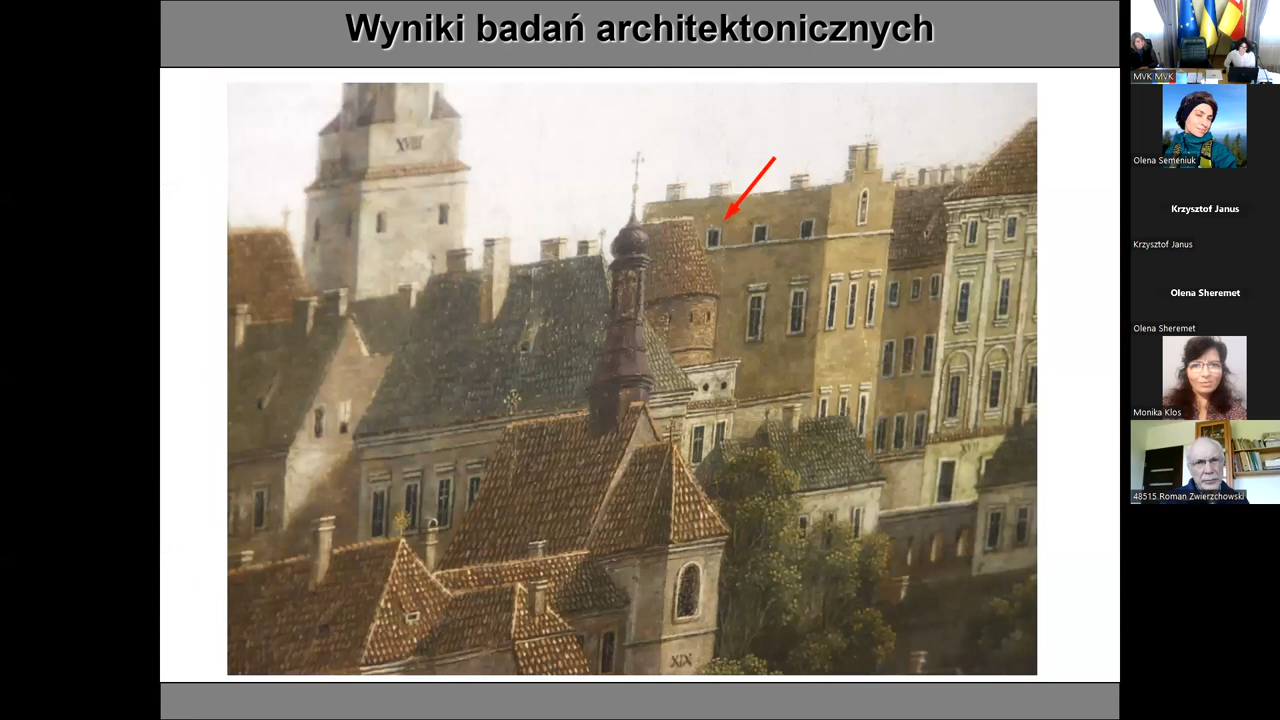 Wyniki badań architektonicznych
XVIII
XVII
XIX
MVK MVK
Olena Semeniuk
Krzysztof Janus
Krzysztof Janus
Olena Sheremet
Olena Sheremet
Monika Klos
48515 Roman Zwierzchowski